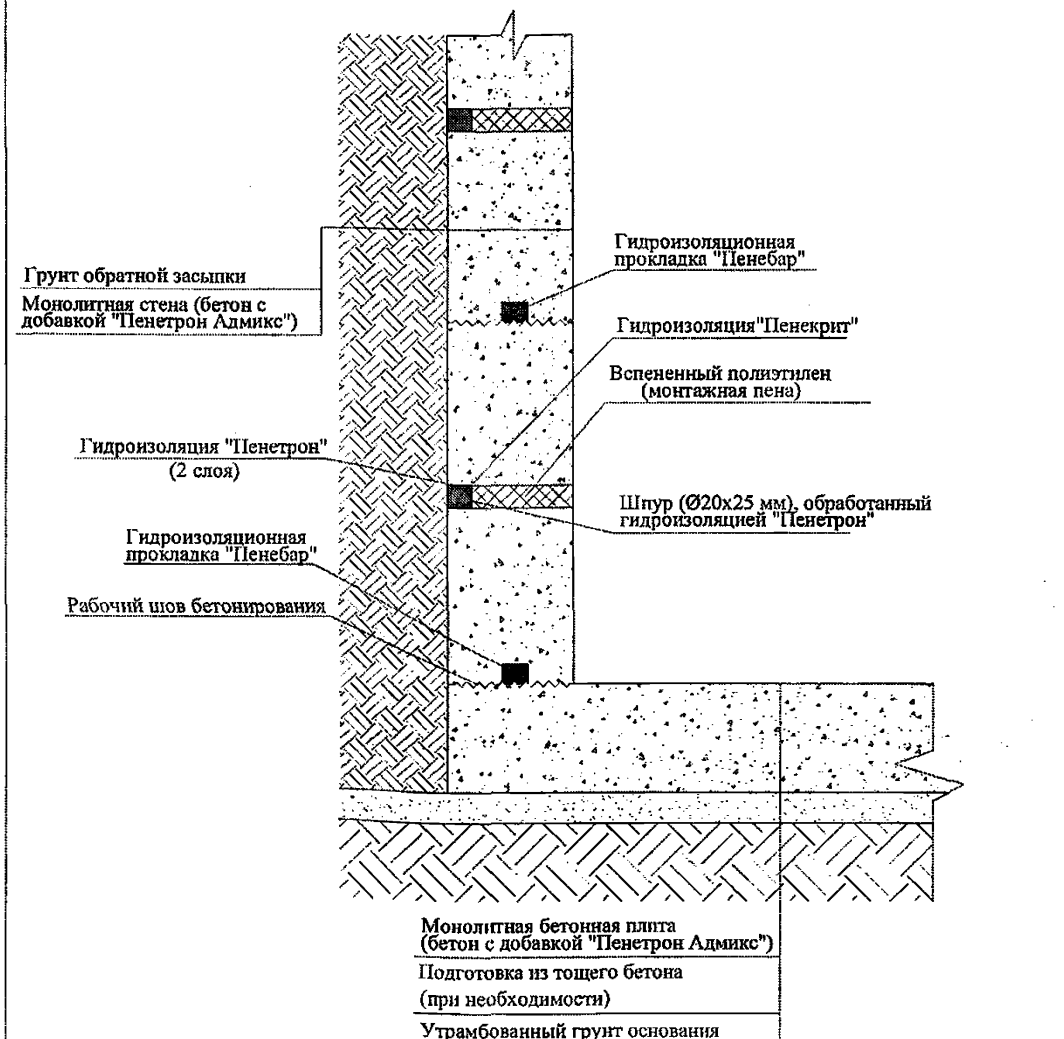 Гидроизоляционная
прокладка "Пенебар"
Грунт обратной засыпки
Монолитная стена (бетон с
добавкой "Пенетрон Адмикс")
Гидроизоляция"Пенекрит"
Вспененный полиэтилен
(монтажная пена)
Гидроизоляция "Пенетрон"
(2 слоя)
Шпур (Ø20х25 мм), обработанный
гидроизоляцией "Пенетрон"
Гидроизоляционная
прокладка "Пенебар"
Рабочий шов бетонирования
Монолитная бетонная плита
(бетон с добавкой "Пенетрон Адмикс")
Подготовка из тощего бетона
(при необходимости)
Утрамбованный грунт основания